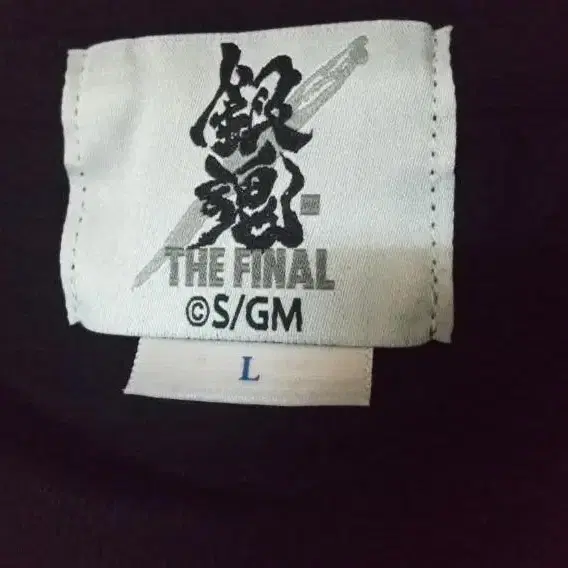 銀
魂
THE FINAL
©S/GM
L